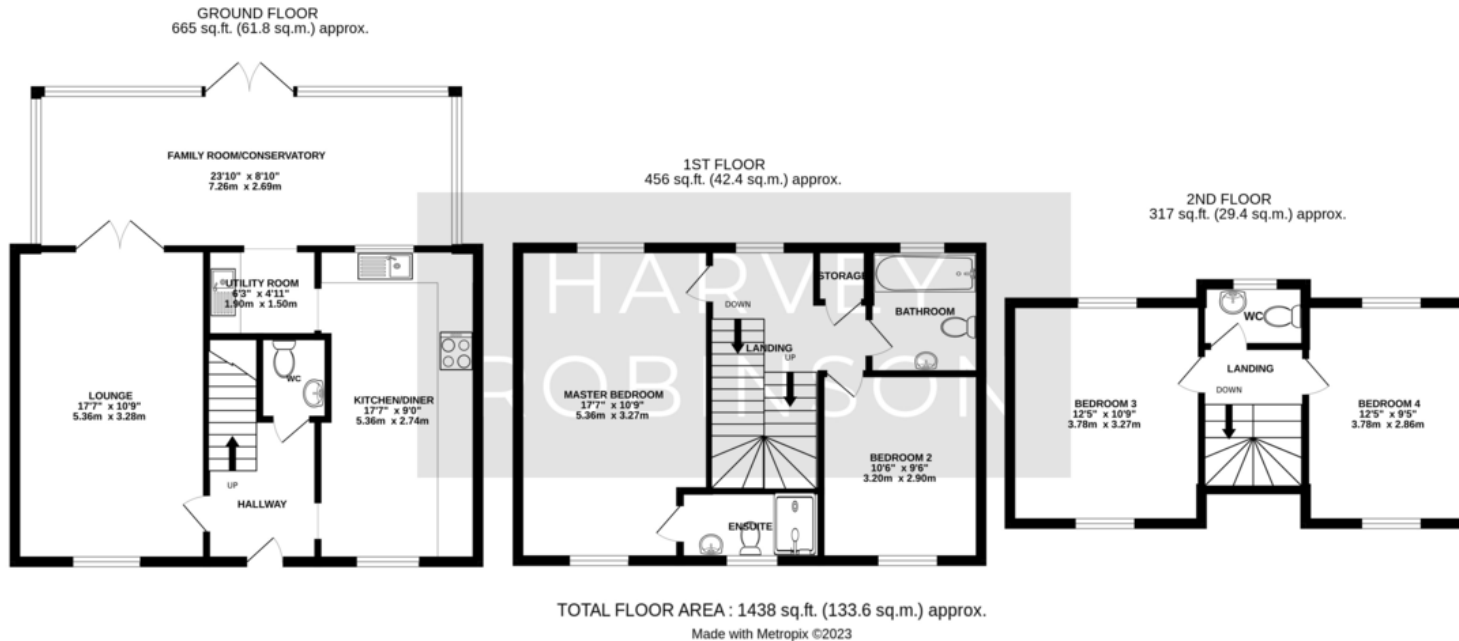 GROUND FLOOR
665 sq.ft. (61.8 sq.m.) approx.
FAMILY ROOM/CONSERVATORY
23'10" x 8'10"
7.26m x 2.69m
UTILITY ROOM
6'3" x 4'11"
1.90m x 1.50m
WC
LOUNGE
17'7" x 10'9"
5.36m x 3.28m
KITCHEN/DINER
17'7" x 9'0"
5.36m x 2.74m
UP
HALLWAY
1ST FLOOR
456 sq.ft. (42.4 sq.m.) approx.
HARVEY
ROBINSON
STORAGE
DOWN
BATHROOM
LANDING
UP
MASTER BEDROOM
17'7" x 10'9"
5.36m x 3.27m
BEDROOM 2
10'6" x 9'6"
3.20m x 2.90m
ENSUITE
2ND FLOOR
317 sq.ft. (29.4 sq.m.) approx.
WC
LANDING
DOWN
BEDROOM 3
12'5" x 10'9"
3.78m x 3.27m
BEDROOM 4
12'5" x 9'5"
3.78m x 2.86m
TOTAL FLOOR AREA : 1438 sq.ft. (133.6 sq.m.) approx.
Made with Metropix ©2023